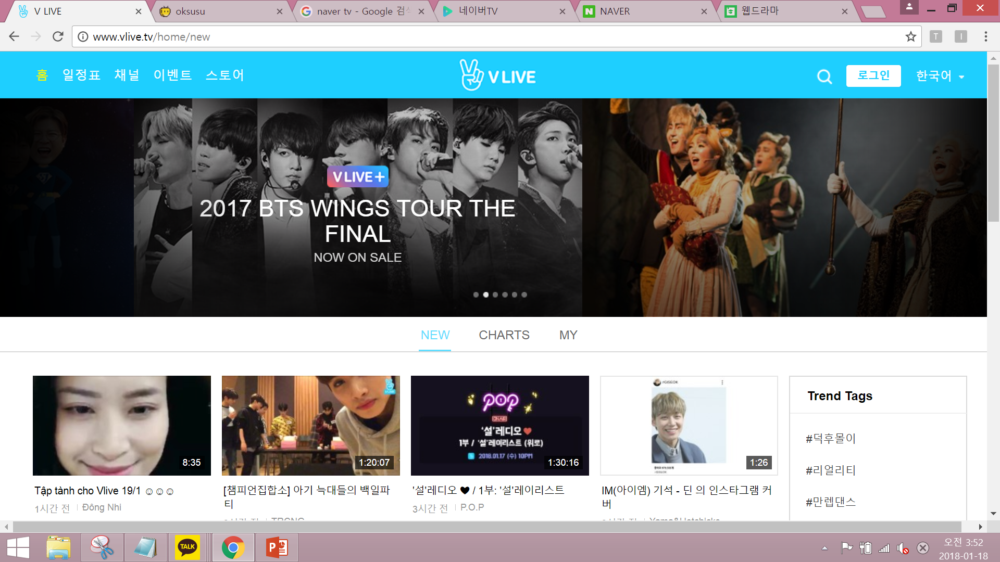 V LIVE
oksusu
naver tv - Google 검색
네이버TV
NAVER
웹드라마
www.vlive.tv/home/new
T
I
홈 일정표 채널 이벤트 스토어
V LIVE
로그인
한국어
V LIVE+
2017 BTS WINGS TOUR THE
FINAL
NOW ON SALE
NEW CHARTS MY
8:35
Tập tành cho Vlive 19/1 ☺☺☺
1시간 전 Đông Nhi
1:20:07
[챔피언집합소] 아기 늑대들의 백일파
티
TRCNG
POP
ON AIR
'설'레디오 ♥
1부 / '설'레이리스트 (위로)
2018.01.17 (수) 10PM
1:30:16
'설'레디오 ♥ / 1부: '설'레이리스트
3시간 전 P.O.P
1:26
IM(아이엠) 기석 - 딘 의 인스타그램 커
버
Trend Tags
#덕후몰이
#리얼리티
#만렙댄스
TALK
오전 3:52
2018-01-18